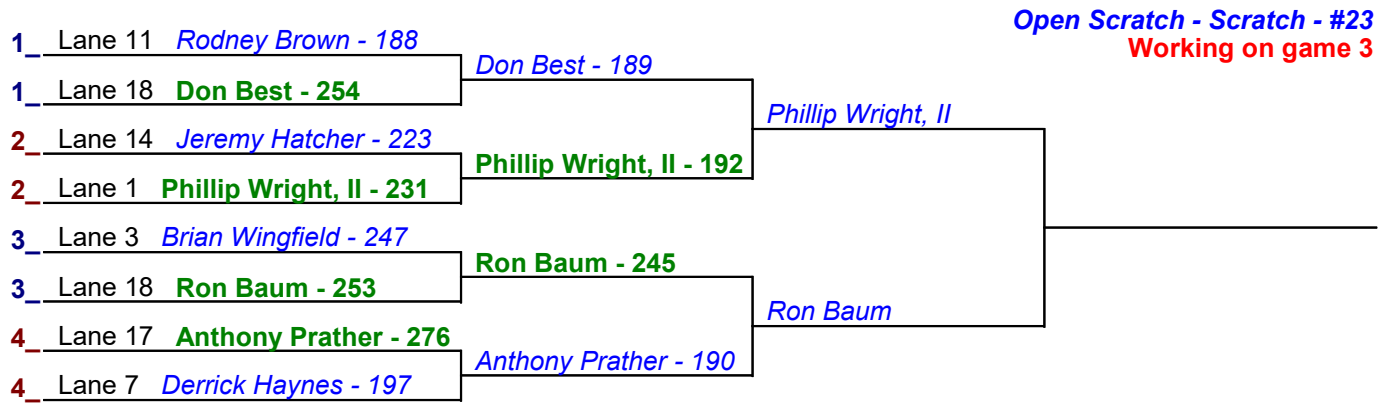 Open Scratch - Scratch - #23
Working on game 3
1_ Lane 11 Rodney Brown - 188
1_ Lane 18 Don Best - 254
2_ Lane 14 Jeremy Hatcher - 223
2_ Lane 1 Phillip Wright, II - 231
3_ Lane 3 Brian Wingfield - 247
3_ Lane 18 Ron Baum - 253
4_ Lane 17 Anthony Prather - 276
4_ Lane 7 Derrick Haynes - 197
Don Best - 189
Phillip Wright, II - 192
Ron Baum - 245
Anthony Prather - 190
Phillip Wright, II
Ron Baum